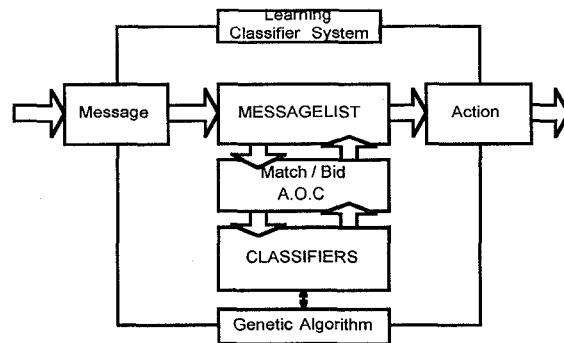 Learning
Classifier System
Message
MESSAGELIST
Action
Match / Bid
A.O.C
CLASSIFIERS
Genetic Algorithm